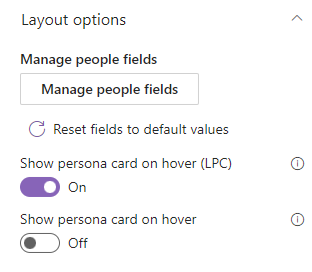 Layout options
Manage people fields
Manage people fields
Reset fields to default values
Show persona card on hover (LPC)
On
Show persona card on hover
Off